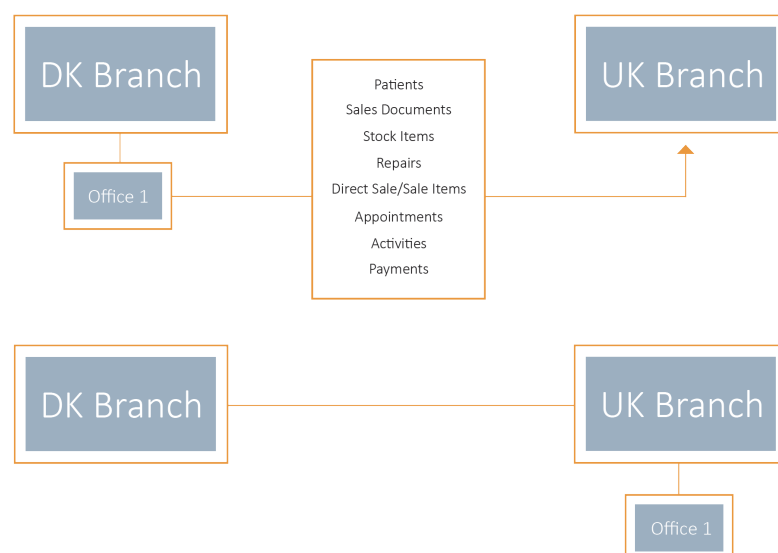 DK Branch
UK Branch
Office 1
Patients
Sales Documents
Stock Items
Repairs
Direct Sale/Sale Items
Appointments
Activities
Payments
DK Branch
UK Branch
Office 1